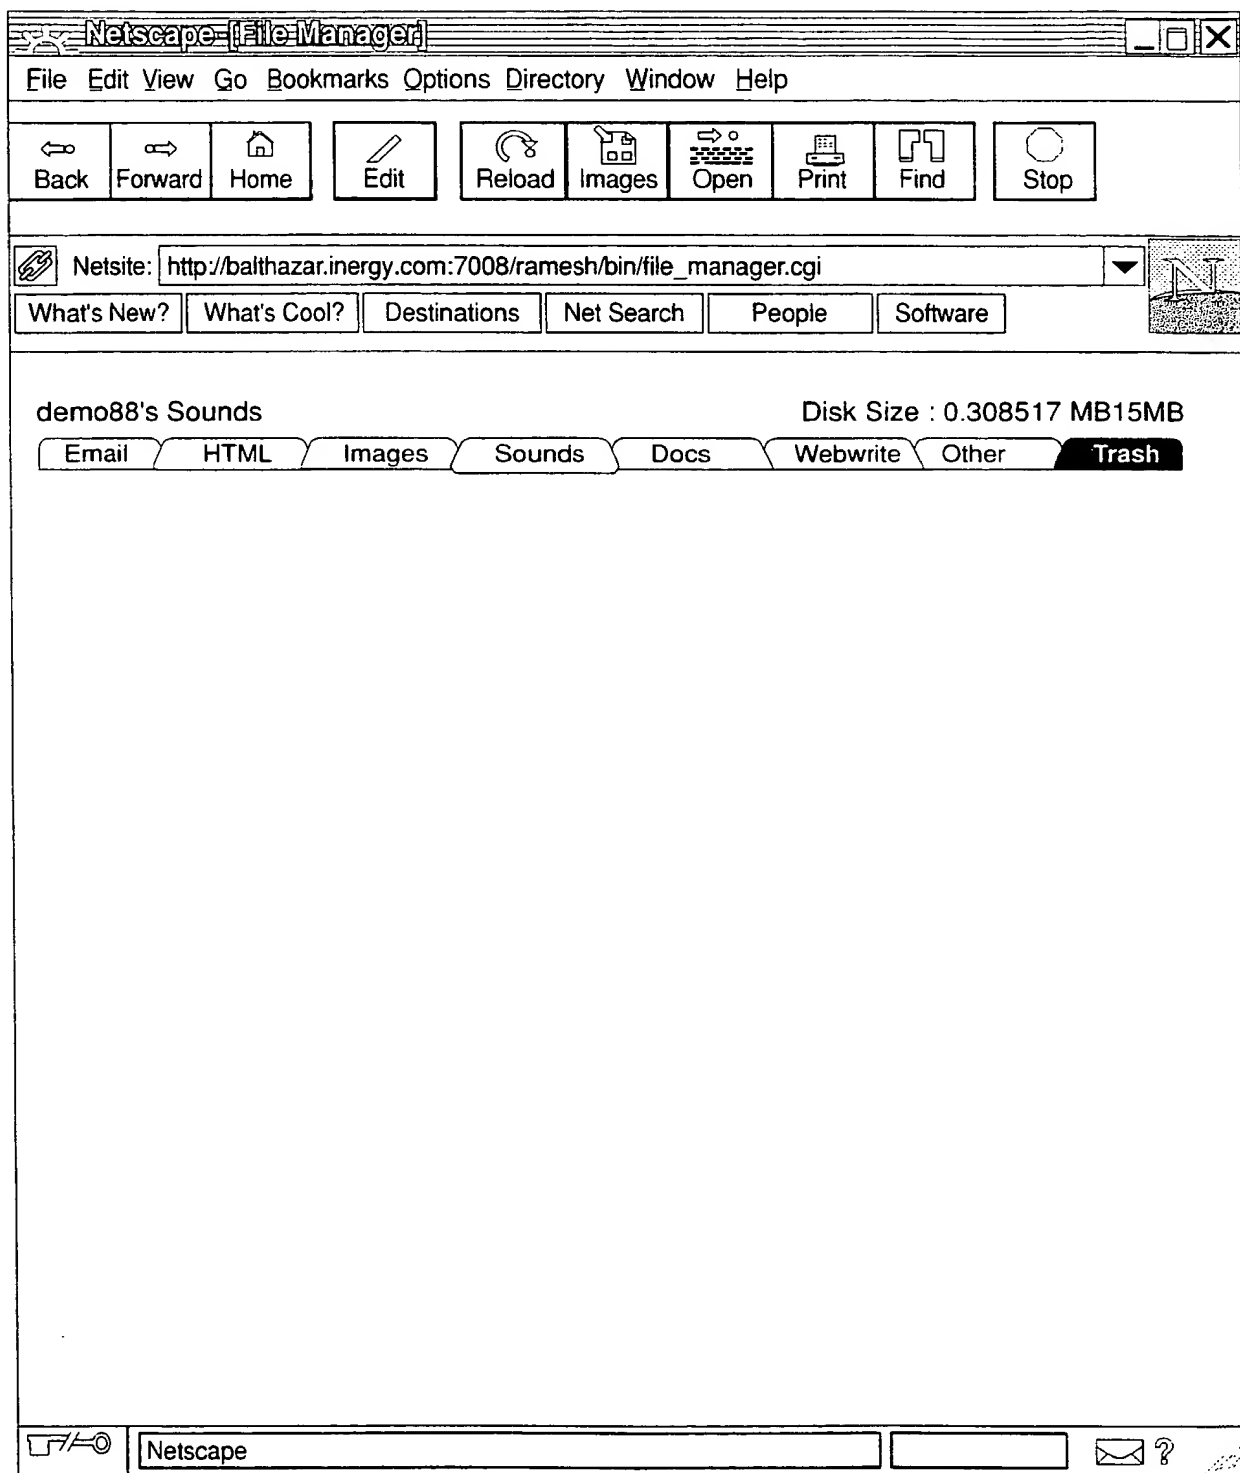 Netscape-[File Manager]
File Edit View Go Bookmarks Options Directory Window Help
Back Forward Home Edit Reload Images Open Print Find Stop
Netsite: http://balthazar.inergy.com:7008/ramesh/bin/file_manager.cgi
N
What's New? What's Cool? Destinations Net Search People Software
demo88's Sounds Disk Size : 0.308517 MB15MB
Email HTML Images Sounds Docs Webwrite Other Trash
Netscape ?